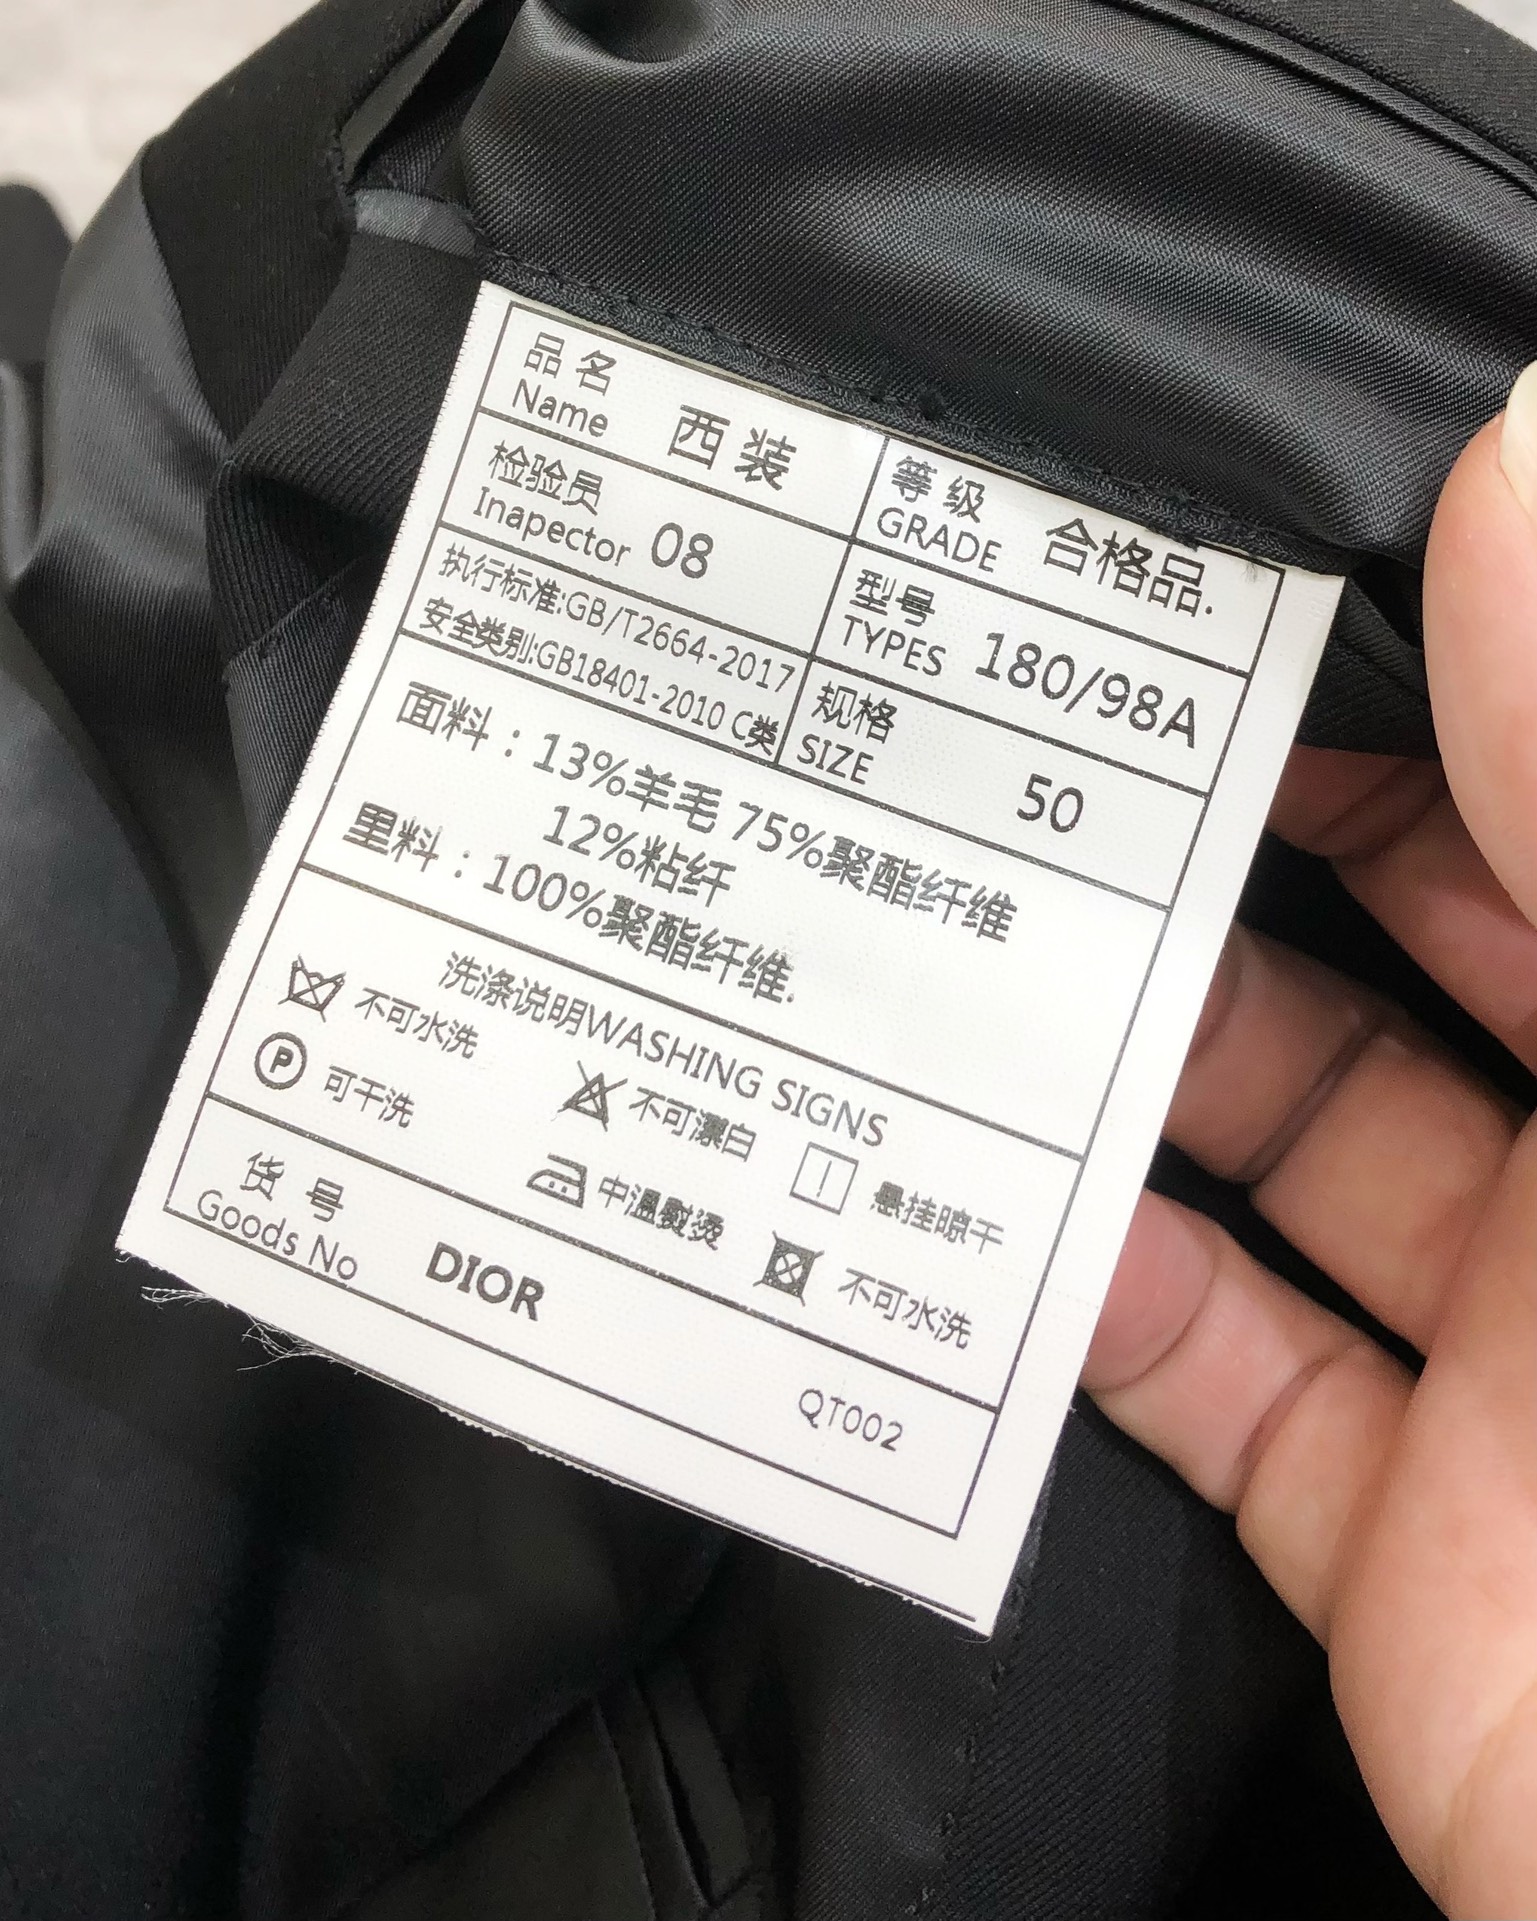 品名 西装
Name
等级 合格品.
GRADE
检验员 08
Inapector
型号 180/98A
TYPES
执行标准:GB/T2664-2017
安全类别:GB18401-2010 C类
规格 50
SIZE
面料：13%羊毛 75%聚酯纤维
12%粘纤
里料：100%聚酯纤维.
洗涤说明WASHING SIGNS
不可水洗
不可漂白
悬挂晾干
P 可干洗
中温熨烫
不可水洗
货号 DIOR
Goods No
QT002